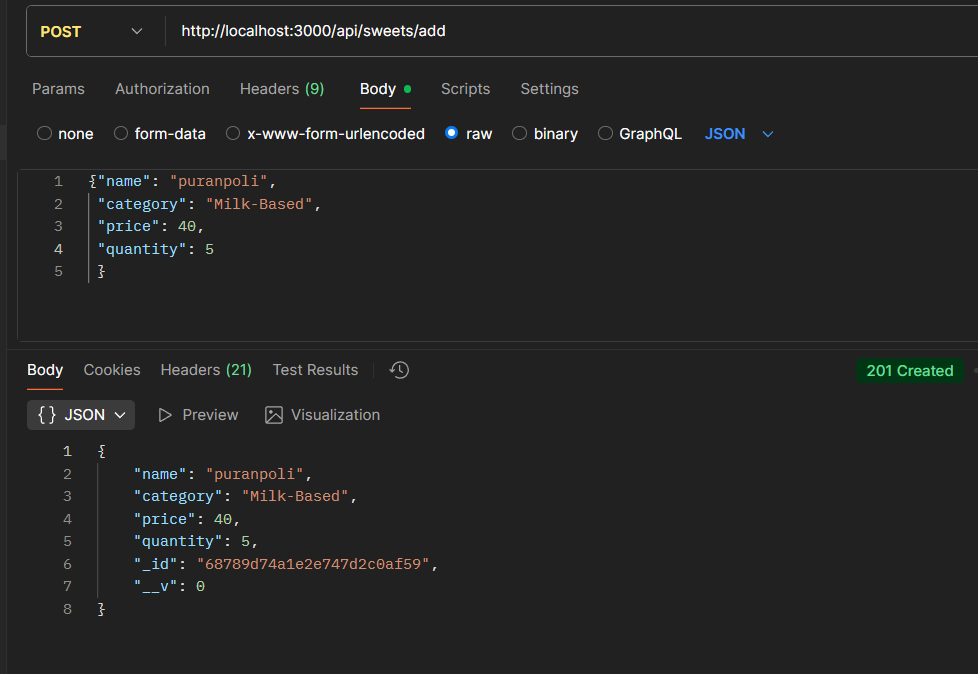 POST http://localhost:3000/api/sweets/add
Params Authorization Headers (9) Body Scripts Settings
none form-data x-www-form-urlencoded raw binary GraphQL JSON
1 {"name": "puranpoli",
2 "category": "Milk-Based",
3 "price": 40,
4 "quantity": 5
5 }
Body Cookies Headers (21) Test Results 201 Created
{} JSON Preview Visualization
1 {
2 "name": "puranpoli",
3 "category": "Milk-Based",
4 "price": 40,
5 "quantity": 5,
6 "_id": "68789d74a1e2e747d2c0af59",
7 "__v": 0
8 }